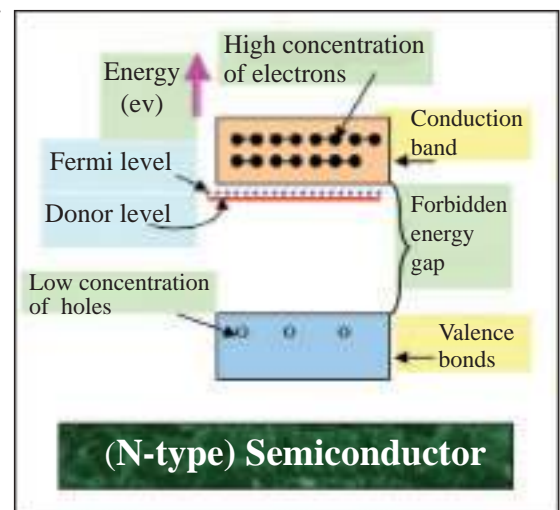 High concentration
of electrons
Energy
(ev)
Conduction
band
Fermi level
Donor level
Forbidden
energy
gap
Low concentration
of holes
Valence
bonds
(N-type) Semiconductor